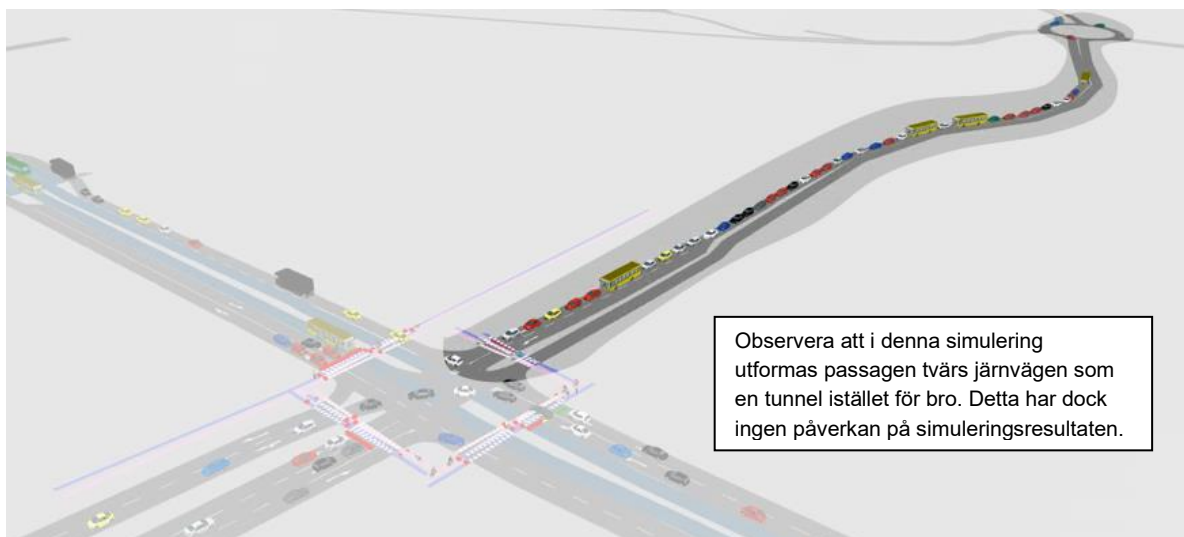 Observera att i denna simulering
utformas passagen tvärs järnvägen som
en tunnel istället för bro. Detta har dock
ingen påverkan på simuleringsresultaten.